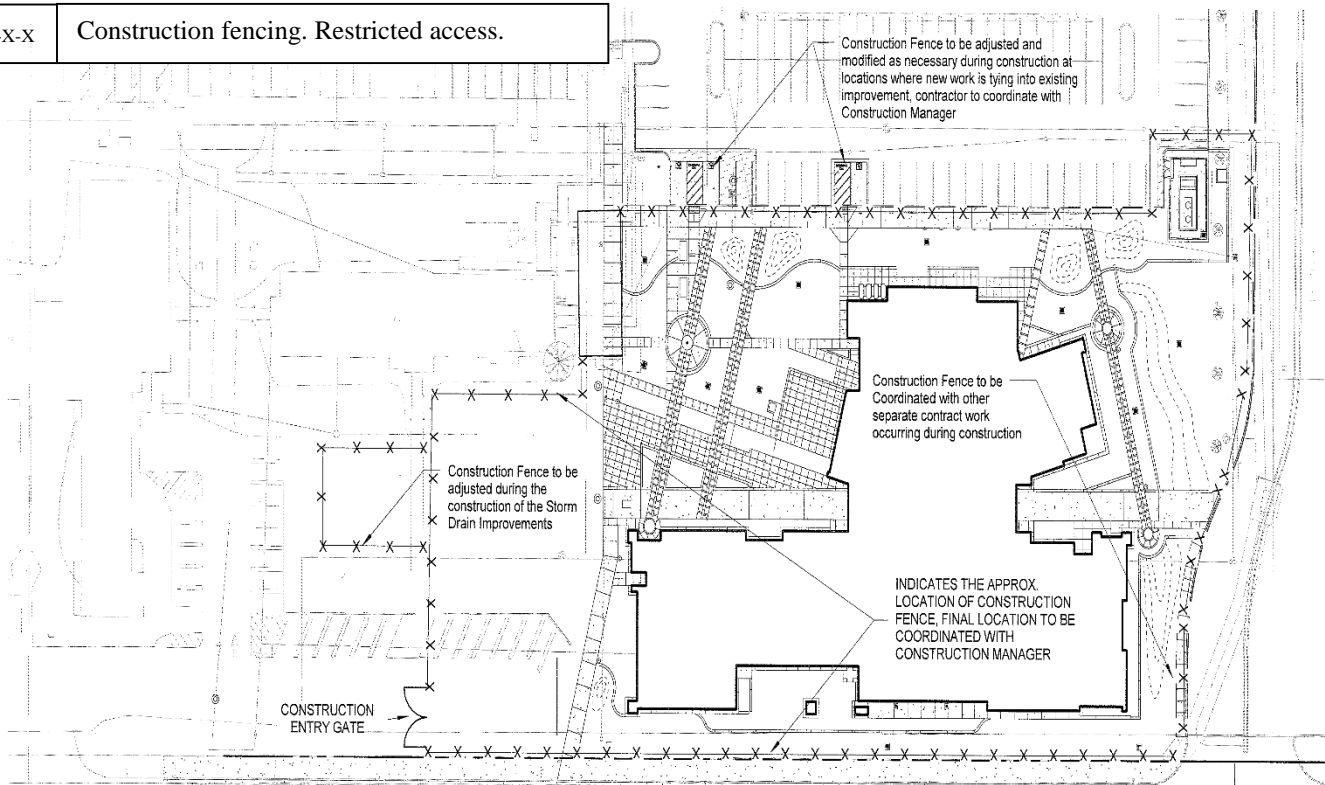 X-X
Construction fencing. Restricted access.
Construction Fence to be adjusted and
modified as necessary during construction at
locations where new work is tying into existing
improvement, contractor to coordinate with
Construction Manager
Construction Fence to be
Coordinated with other
separate contract work
occurring during construction
Construction Fence to be
adjusted during the
construction of the Storm
Drain Improvements
INDICATES THE APPROX.
LOCATION OF CONSTRUCTION
FENCE, FINAL LOCATION TO BE
COORDINATED WITH
CONSTRUCTION MANAGER
CONSTRUCTION
ENTRY GATE